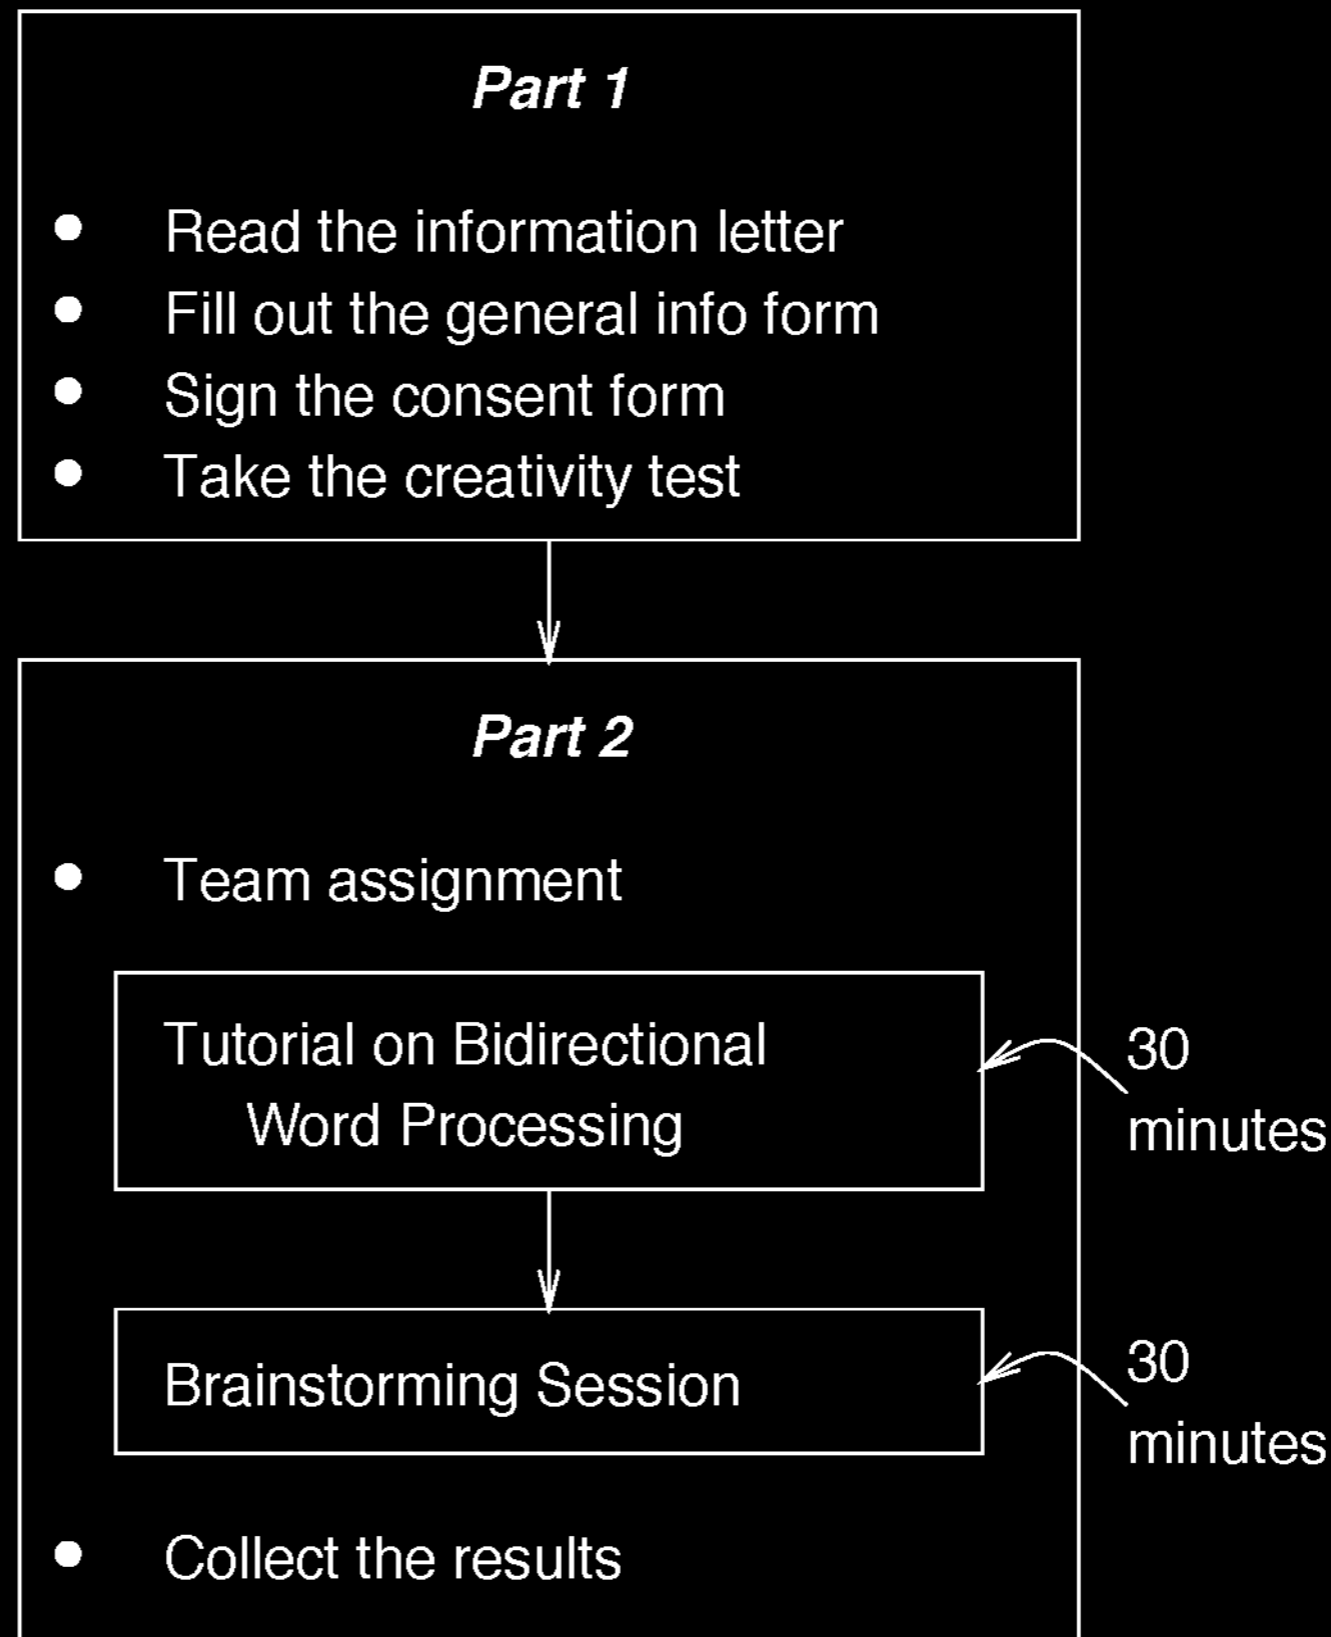 Part 1
• Read the information letter
• Fill out the general info form
• Sign the consent form
• Take the creativity test
Part 2
• Team assignment
Tutorial on Bidirectional
Word Processing
30
minutes
Brainstorming Session
30
minutes
• Collect the results